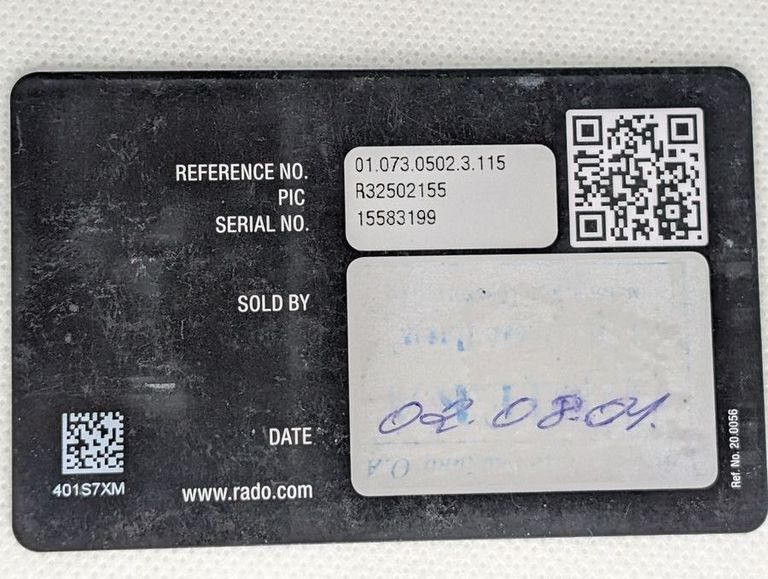 REFERENCE NO. 01.073.0502.3.115
PIC R32502155
SERIAL NO. 15583199
SOLD BY
DATE 02.08.01.
401S7XM
www.rado.com
Ref. No. 20.0056